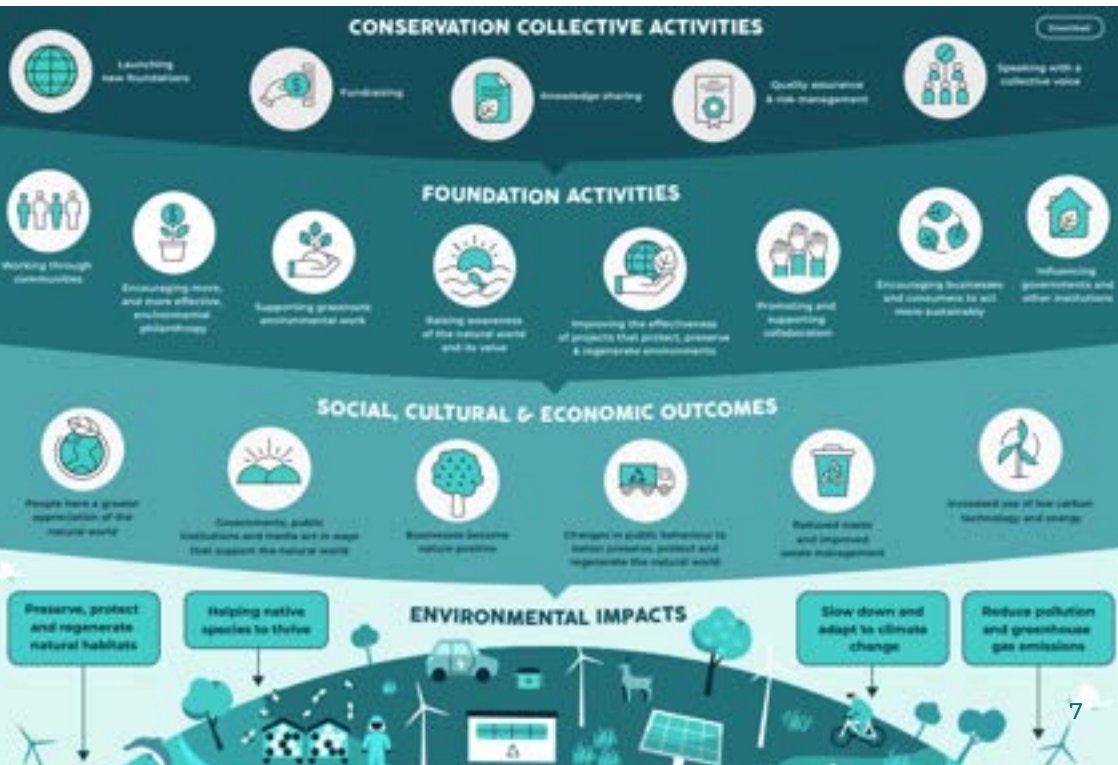 CONSERVATION COLLECTIVE ACTIVITIES
Download
Launching
new foundations
Fundraising
Knowledge sharing
Quality assurance
& risk management
Speaking with a
collective voice
FOUNDATION ACTIVITIES
Working through
communities
Encouraging more,
and more effective,
environmental
philanthropy
Supporting grassroots
environmental work
Raising awareness
of the natural world
and its value
Improving the effectiveness
of projects that protect, preserve
& regenerate environments
Promoting and
supporting
collaboration
Encouraging businesses
and consumers to act
more sustainably
Influencing
governments and
other institutions
SOCIAL, CULTURAL & ECONOMIC OUTCOMES
People have a greater
appreciation of the
natural world
Governments, public
institutions and media act in ways
that support the natural world
Businesses become
nature positive
Changes in public behaviour to
better preserve, protect and
regenerate the natural world
Reduced waste
and improved
waste management
Increased use of low carbon
technology and energy
ENVIRONMENTAL IMPACTS
Preserve, protect
and regenerate
natural habitats
Helping native
species to thrive
Slow down and
adapt to climate
change
Reduce pollution
and greenhouse
gas emissions
7